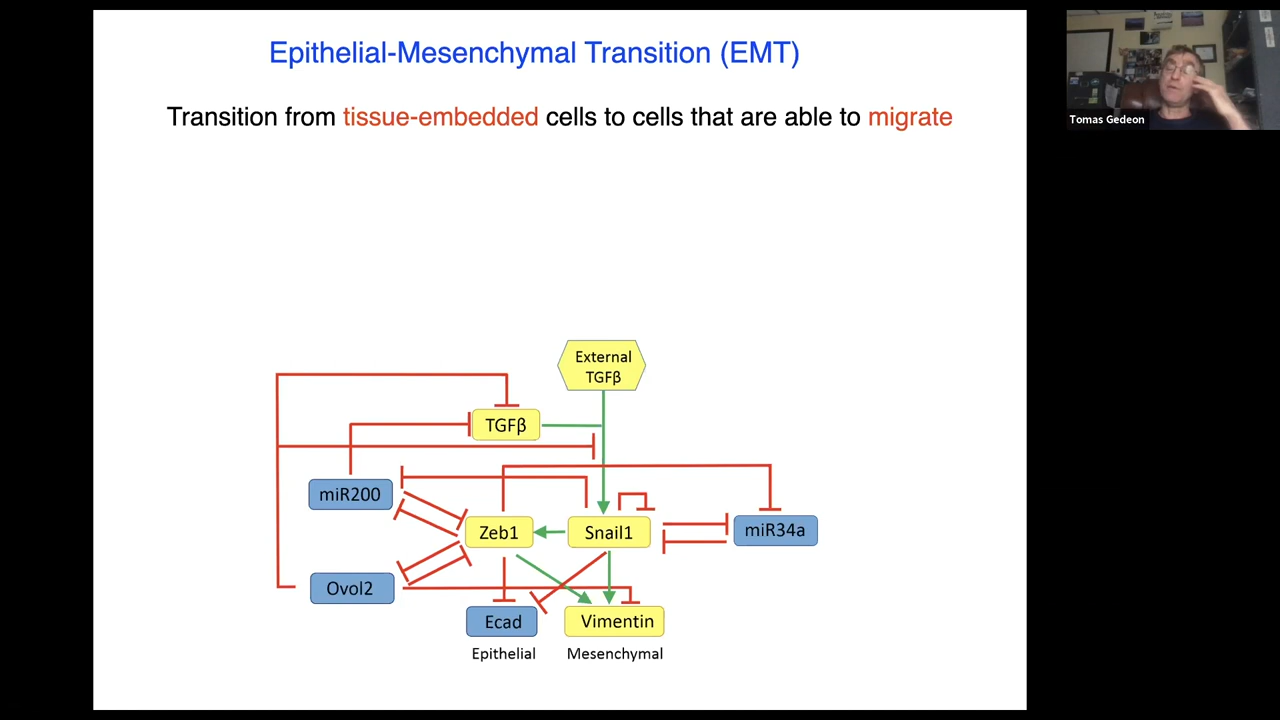 Epithelial-Mesenchymal Transition (EMT)
Transition from tissue-embedded cells to cells that are able to migrate
Tomas Gedeon
External
TGFβ
TGFβ
miR200
Zeb1
Snail1
miR34a
Ovol2
Ecad
Vimentin
Epithelial
Mesenchymal